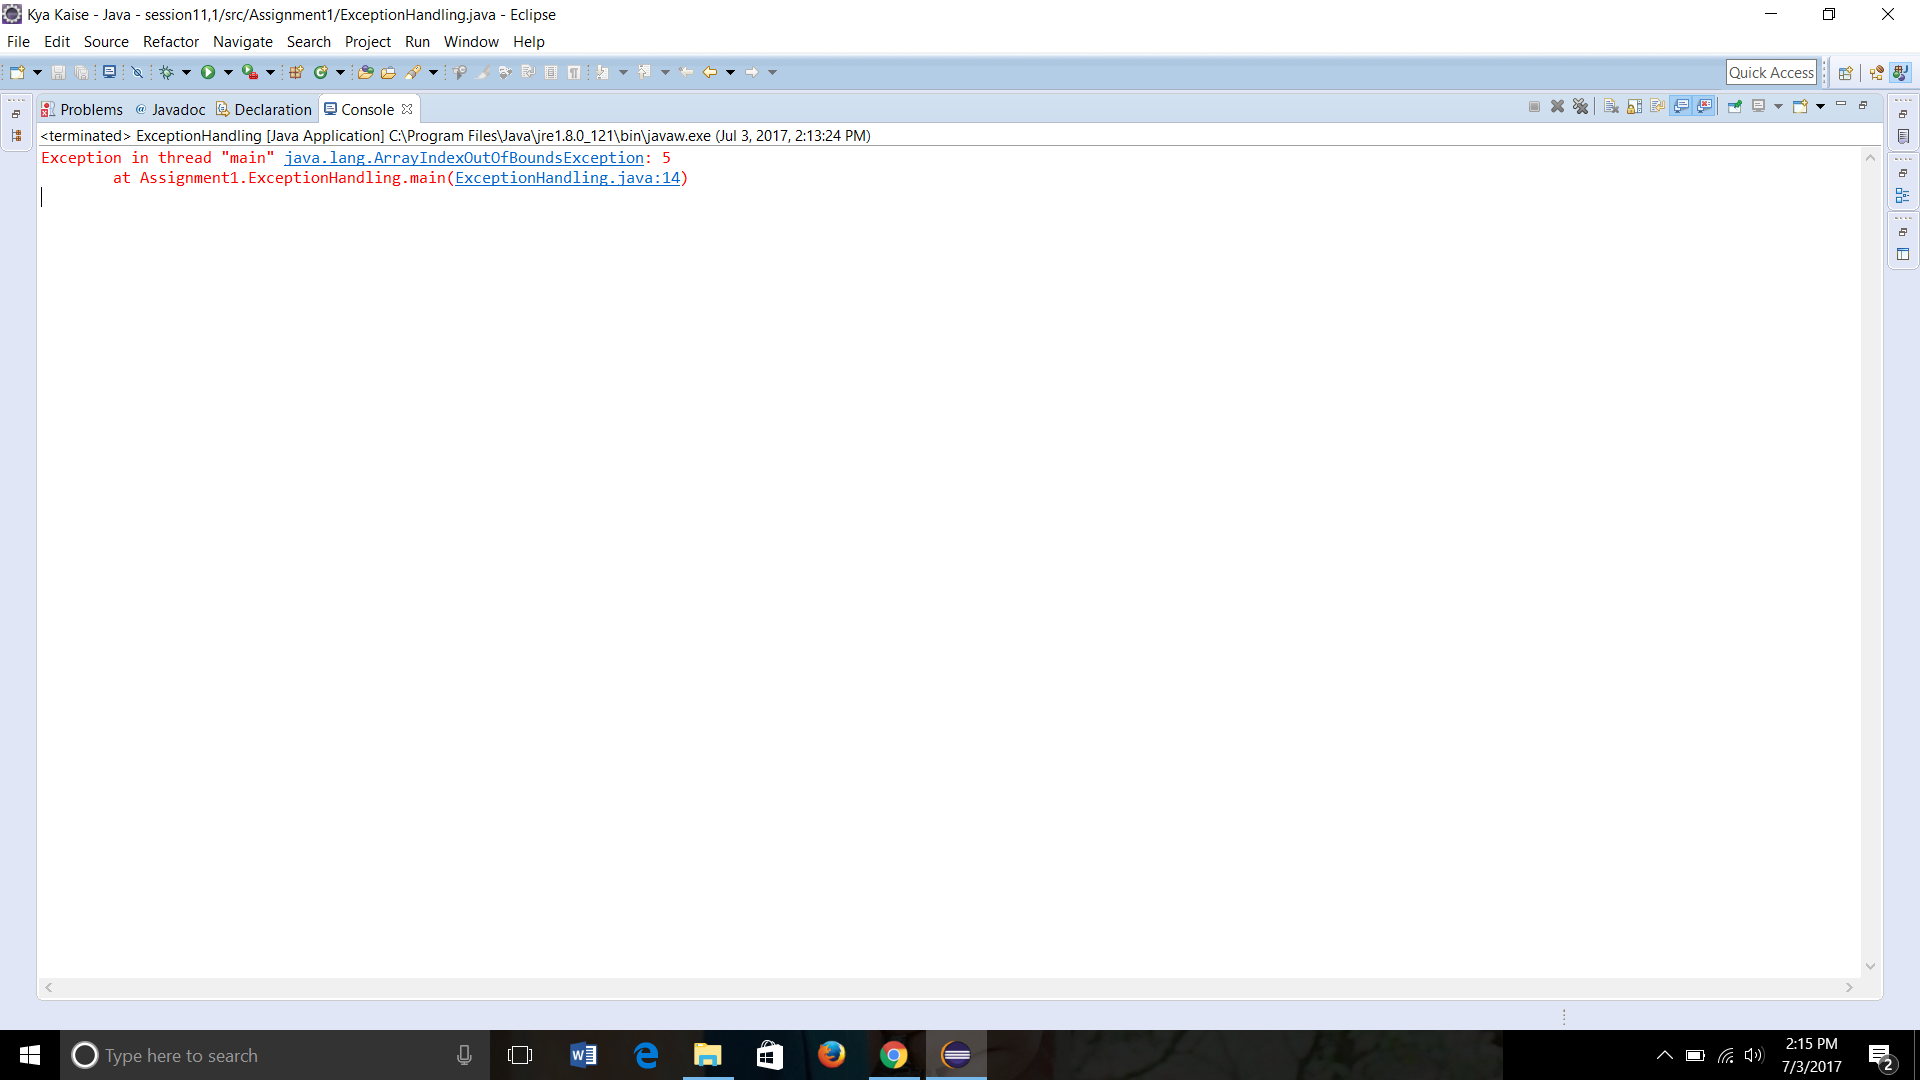 Kya Kaise - Java - session11,1/src/Assignment1/ExceptionHandling.java - Eclipse
File Edit Source Refactor Navigate Search Project Run Window Help
Quick Access
Problems @ Javadoc Declaration Console
<terminated> ExceptionHandling [Java Application] C:\Program Files\Java\jre1.8.0_121\bin\javaw.exe (Jul 3, 2017, 2:13:24 PM)
Exception in thread "main" java.lang.ArrayIndexOutOfBoundsException: 5
at Assignment1.ExceptionHandling.main(ExceptionHandling.java:14)
Type here to search
2:15 PM
7/3/2017
2